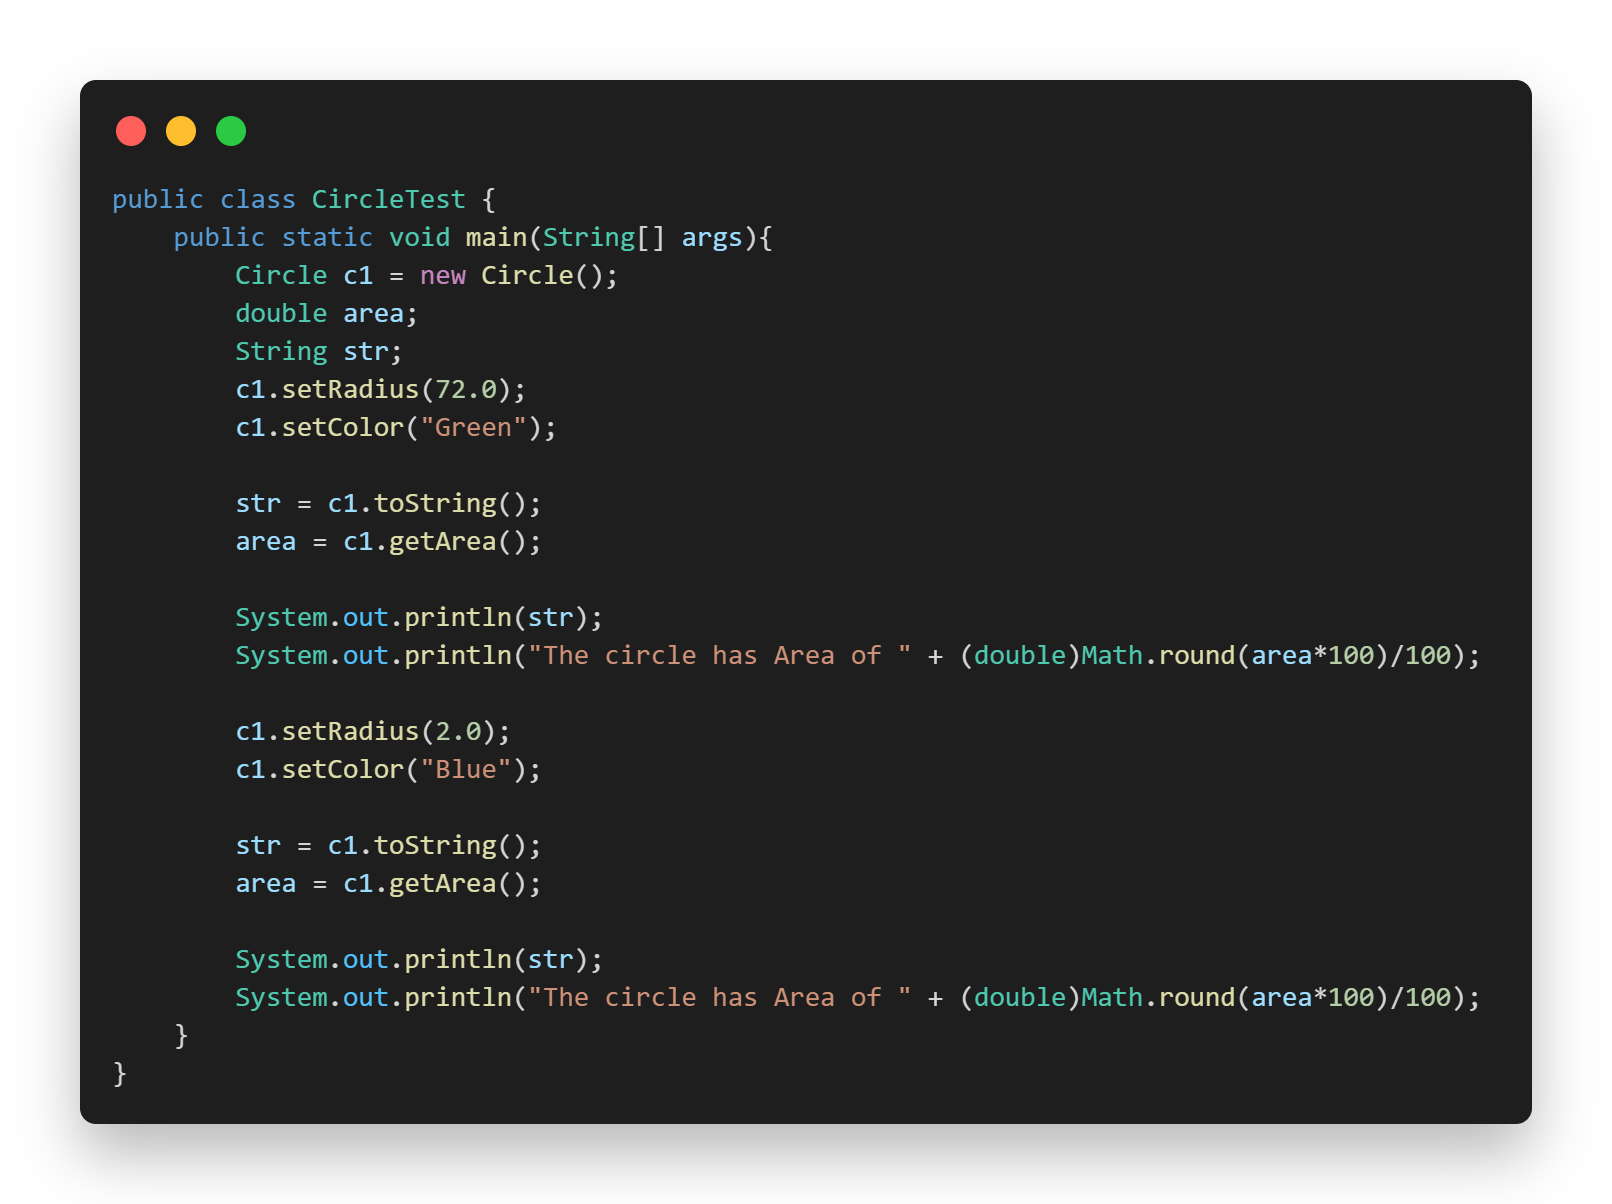 public class CircleTest {
    public static void main(String[] args){
        Circle c1 = new Circle();
        double area;
        String str;
        c1.setRadius(72.0);
        c1.setColor("Green");

        str = c1.toString();
        area = c1.getArea();

        System.out.println(str);
        System.out.println("The circle has Area of " + (double)Math.round(area*100)/100);

        c1.setRadius(2.0);
        c1.setColor("Blue");

        str = c1.toString();
        area = c1.getArea();

        System.out.println(str);
        System.out.println("The circle has Area of " + (double)Math.round(area*100)/100);
    }
}